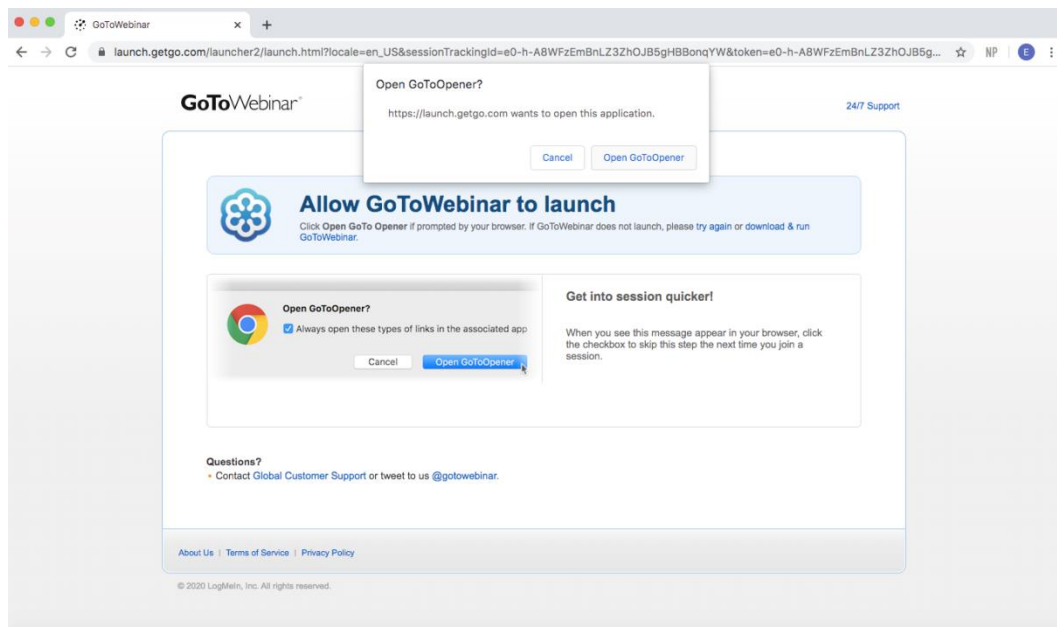 GoToWebinar
launch.getgo.com/launcher2/launch.html?locale=en_US&sessionTrackingId=e0-h-A8WFzEmBnLZ3ZhOJB5gHBBonqYW&token=e0-h-A8WFzEmBnLZ3ZhOJB5g...
NP
E
Open GoToOpener?
https://launch.getgo.com wants to open this application.
Cancel Open GoToOpener
GoToWebinar
24/7 Support
Allow GoToWebinar to launch
Click Open GoTo Opener if prompted by your browser. If GoToWebinar does not launch, please try again or download & run
GoToWebinar.
Open GoToOpener?
Always open these types of links in the associated app
Cancel Open GoToOpener
Get into session quicker!
When you see this message appear in your browser, click
the checkbox to skip this step the next time you join a
session.
Questions?
• Contact Global Customer Support or tweet to us @gotowebinar.
About Us | Terms of Service | Privacy Policy
© 2020 LogMeIn, Inc. All rights reserved.